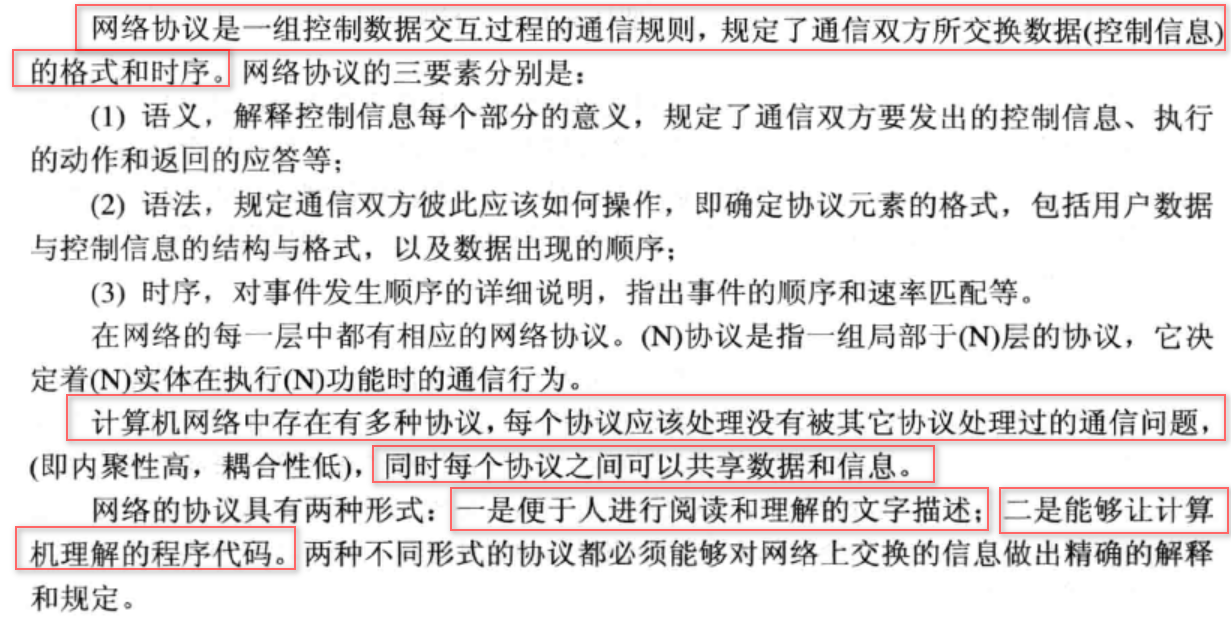 网络协议是一组控制数据交互过程的通信规则，规定了通信双方所交换数据(控制信息)
的格式和时序。网络协议的三要素分别是：
(1) 语义，解释控制信息每个部分的意义，规定了通信双方要发出的控制信息、执行
的动作和返回的应答等；
(2) 语法，规定通信双方彼此应该如何操作，即确定协议元素的格式，包括用户数据
与控制信息的结构与格式，以及数据出现的顺序；
(3) 时序，对事件发生顺序的详细说明，指出事件的顺序和速率匹配等。
在网络的每一层中都有相应的网络协议。(N)协议是指一组局部于(N)层的协议，它决
定着(N)实体在执行(N)功能时的通信行为。
计算机网络中存在有多种协议，每个协议应该处理没有被其它协议处理过的通信问题，
(即内聚性高，耦合性低)，同时每个协议之间可以共享数据和信息。
网络的协议具有两种形式：一是便于人进行阅读和理解的文字描述；二是能够让计算
机理解的程序代码。两种不同形式的协议都必须能够对网络上交换的信息做出精确的解释
和规定。